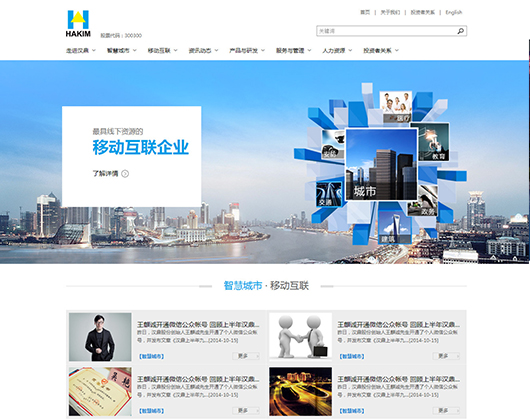 首页 | 关于我们 | 投资者关系 | English
HAKIM
股票代码：300300
关键词
走进汉鼎 智慧城市 移动互联 资讯动态 产品与研发 服务与管理 人力资源 投资者关系
最具线下资源的
移动互联企业
了解详情
医疗
安防
教育
城市
交通
政务
建筑
智慧城市 · 移动互联
王麒诚开通微信公众帐号 回顾上半年汉鼎...
昨日，汉鼎股份创始人王麒诚先生开通了个人微信公众帐
号，并发布文章《汉鼎上半年九...[2014-10-15]
【智慧城市】 更多
王麒诚开通微信公众帐号 回顾上半年汉鼎...
昨日，汉鼎股份创始人王麒诚先生开通了个人微信公众帐
号，并发布文章《汉鼎上半年九...[2014-10-15]
【智慧城市】 更多
王麒诚开通微信公众帐号 回顾上半年汉鼎...
昨日，汉鼎股份创始人王麒诚先生开通了个人微信公众帐
号，并发布文章《汉鼎上半年九...[2014-10-15]
【智慧城市】 更多
王麒诚开通微信公众帐号 回顾上半年汉鼎...
昨日，汉鼎股份创始人王麒诚先生开通了个人微信公众帐
号，并发布文章《汉鼎上半年九...[2014-10-15]
【智慧城市】 更多